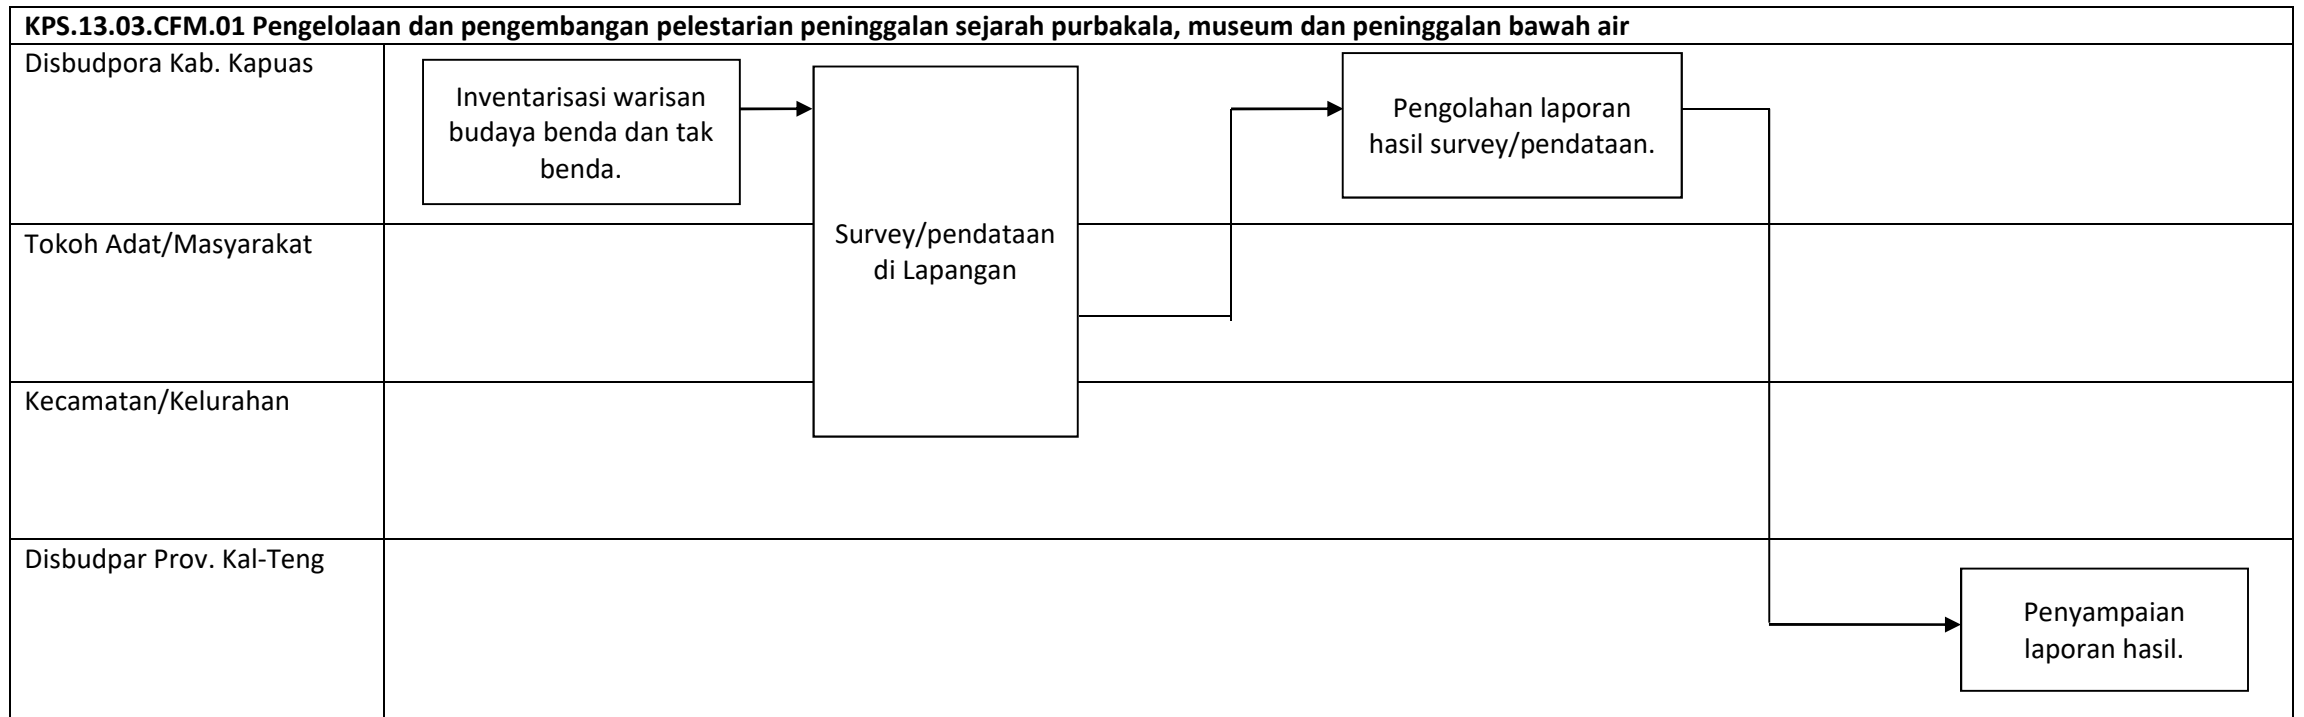 KPS.13.03.CFM.01 Pengelolaan dan pengembangan pelestarian peninggalan sejarah purbakala, museum dan peninggalan bawah air
Disbudpora Kab. Kapuas
Inventarisasi warisan
budaya benda dan tak
benda.
Survey/pendataan
di Lapangan
Pengolahan laporan
hasil survey/pendataan.
Tokoh Adat/Masyarakat
Kecamatan/Kelurahan
Disbudpar Prov. Kal-Teng
Penyampaian
laporan hasil.